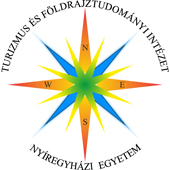 TURIZMUS ÉS FÖLDRAJZTUDOMÁNYI INTÉZET
N
W E
S
NYÍREGYHÁZI EGYETEM